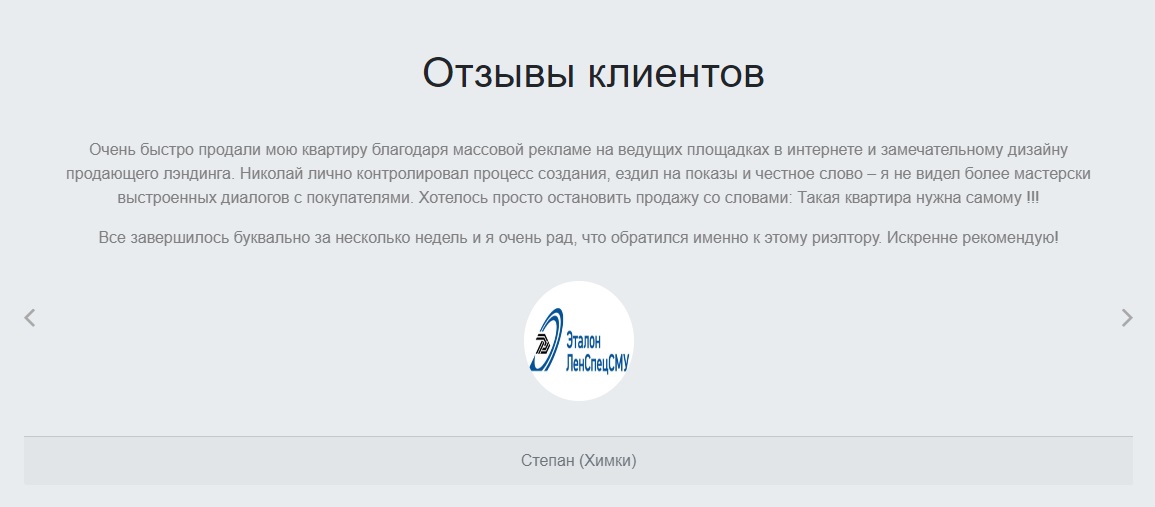 Отзывы клиентов
Очень быстро продали мою квартиру благодаря массовой рекламе на ведущих площадках в интернете и замечательному дизайну
продающего лэндинга. Николай лично контролировал процесс создания, ездил на показы и честное слово – я не видел более мастерски
выстроенных диалогов с покупателями. Хотелось просто остановить продажу со словами: Такая квартира нужна самому !!!
Все завершилось буквально за несколько недель и я очень рад, что обратился именно к этому риэлтору. Искренне рекомендую!
Эталон
ЛенСпецСМУ
Степан (Химки)